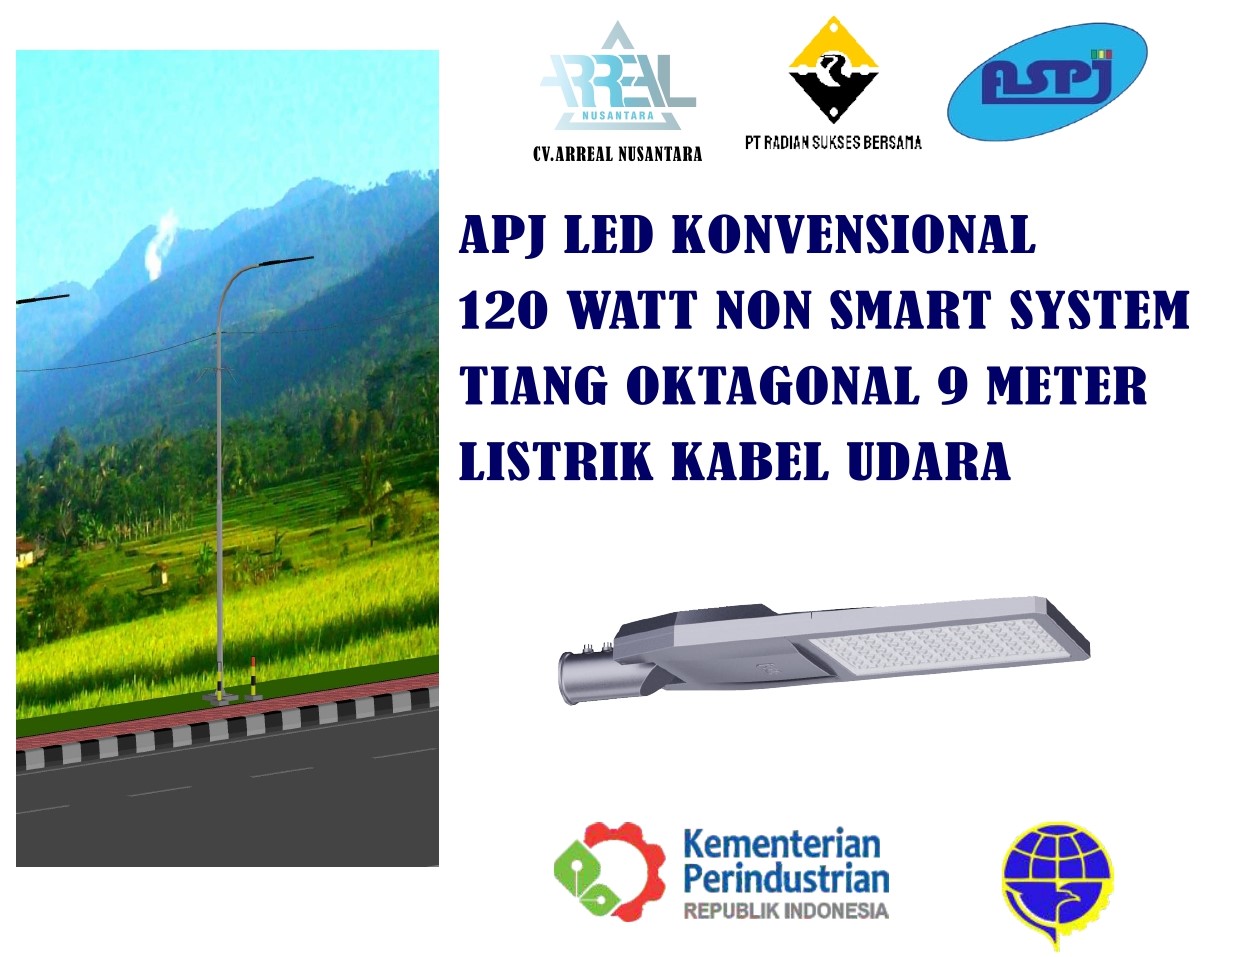 ARREAL
NUSANTARA
CV.ARREAL NUSANTARA
PT RADIAN SUKSES BERSAMA
ASPJ
APJ LED KONVENSIONAL
120 WATT NON SMART SYSTEM
TIANG OKTAGONAL 9 METER
LISTRIK KABEL UDARA
Kementerian
Perindustrian
REPUBLIK INDONESIA